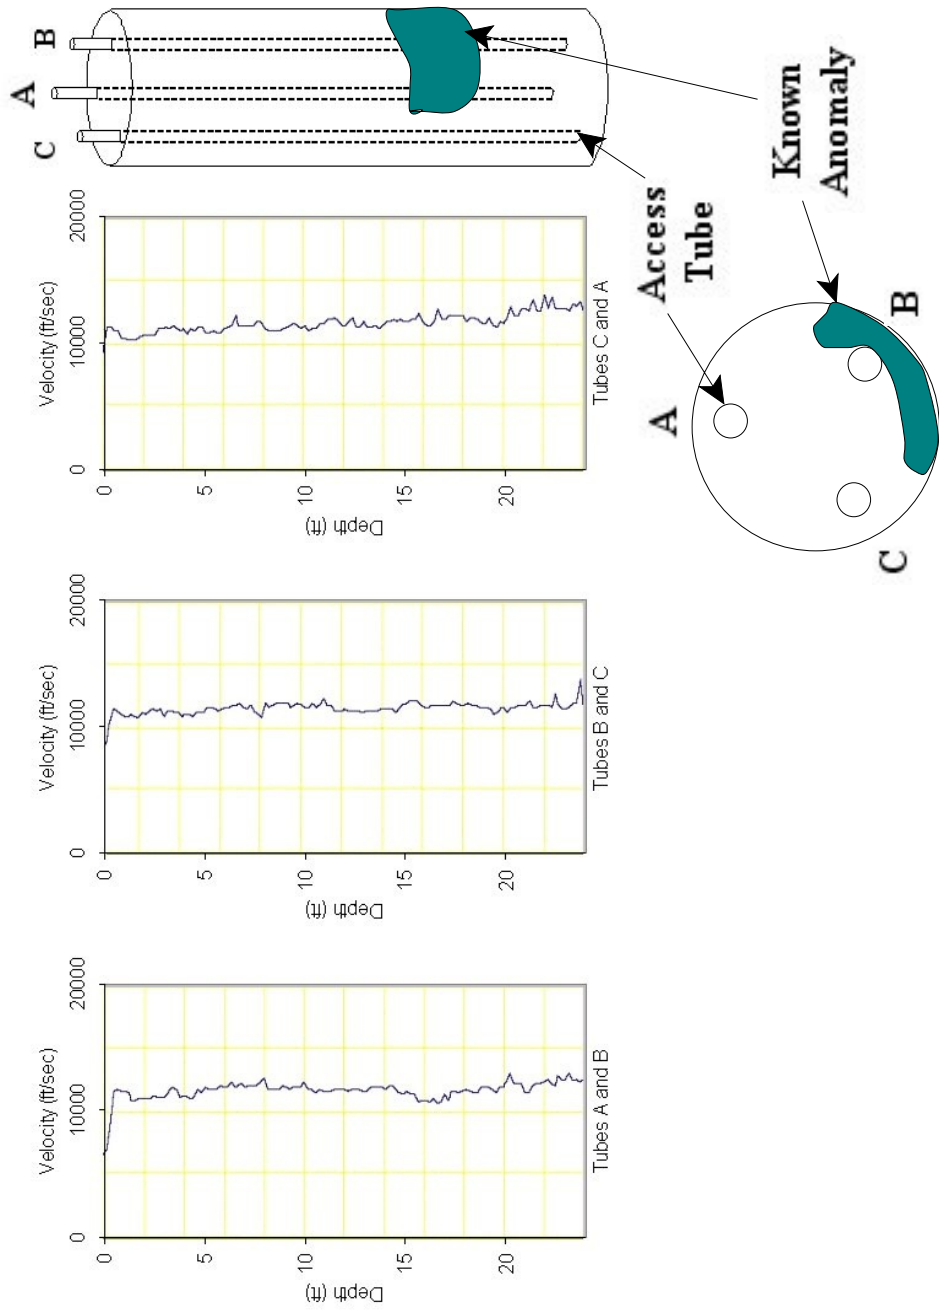 Velocity (ft/sec)
0
10000
20000
0
5
10
15
20
Depth (ft)
Tubes A and B
Velocity (ft/sec)
0
10000
20000
0
5
10
15
20
Depth (ft)
Tubes B and C
Velocity (ft/sec)
0
10000
20000
0
5
10
15
20
Depth (ft)
Tubes C and A
C
A
B
Access
Tube
Known
Anomaly
A
B
C